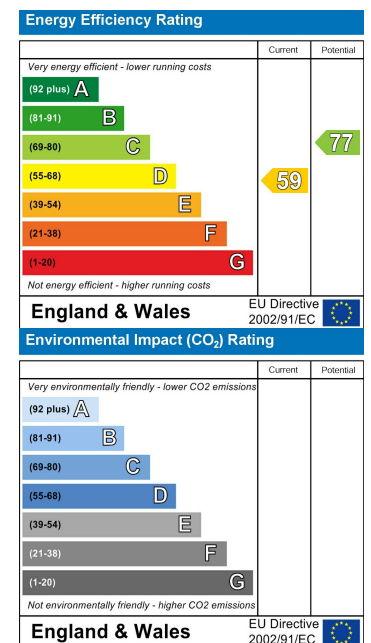 Energy Efficiency Rating
Current Potential
Very energy efficient - lower running costs
(92 plus) A
(81-91) B
(69-80) C
77
(55-68) D
59
(39-54) E
(21-38) F
(1-20) G
Not energy efficient - higher running costs
England & Wales
EU Directive
2002/91/EC
Environmental Impact (CO₂) Rating
Current Potential
Very environmentally friendly - lower CO2 emissions
(92 plus) A
(81-91) B
(69-80) C
(55-68) D
(39-54) E
(21-38) F
(1-20) G
Not environmentally friendly - higher CO2 emissions
England & Wales
EU Directive
2002/91/EC